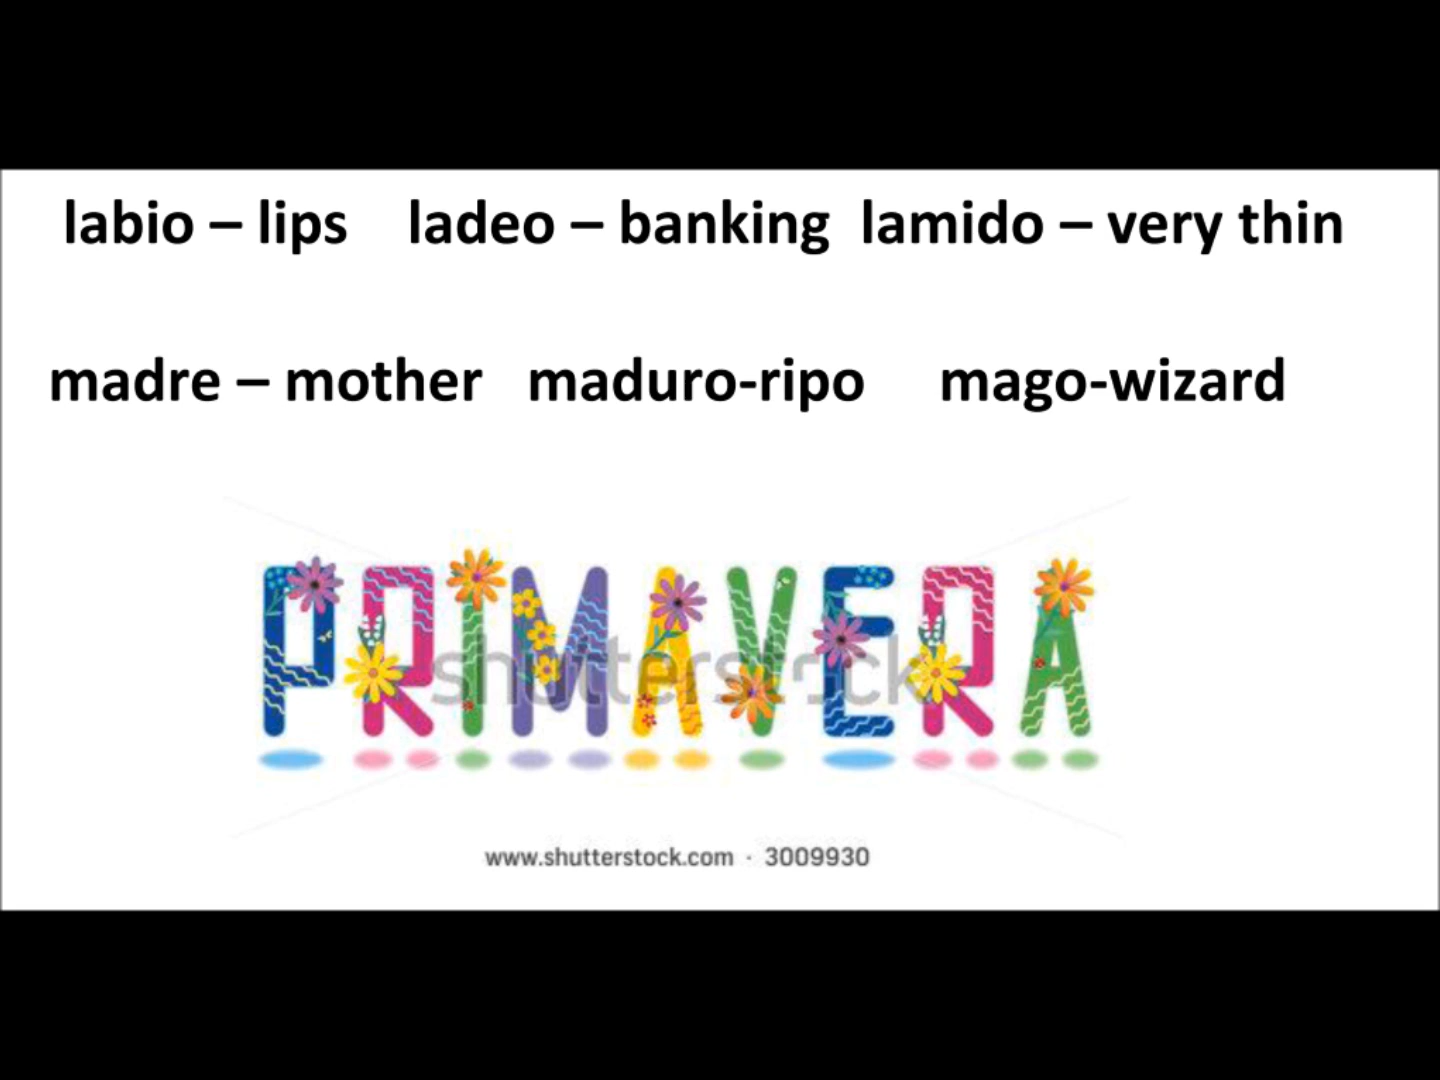 labio – lips ladeo – banking lamido – very thin
madre – mother maduro-ripo mago-wizard
PRIMAVERA
shutterstock
www.shutterstock.com · 3009930